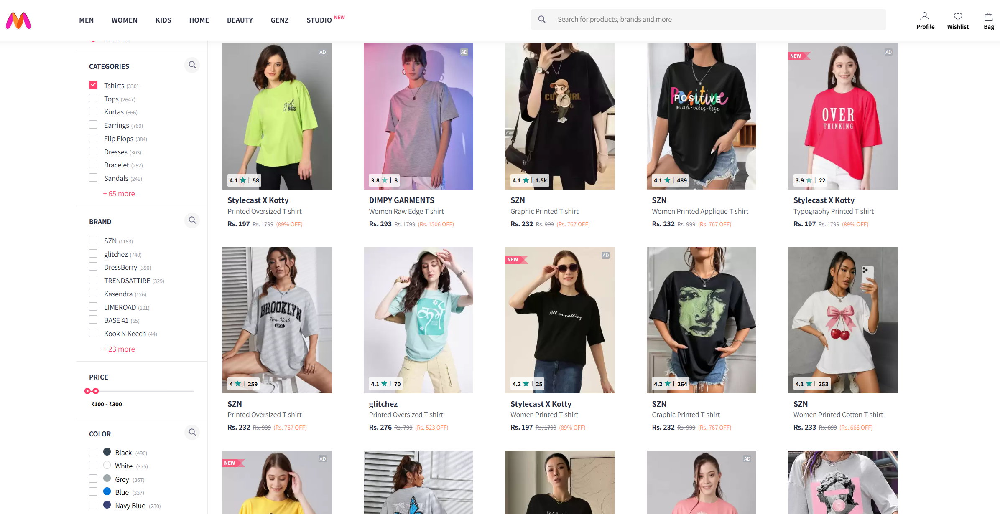 MEN WOMEN KIDS HOME BEAUTY GENZ STUDIO NEW
Search for products, brands and more
Profile Wishlist Bag
CATEGORIES
Tshirts (3301)
Tops (2647)
Kurtas (866)
Earrings (760)
Flip Flops (384)
Dresses (303)
Bracelet (282)
Sandals (249)
+ 65 more
BRAND
SZN (1183)
glitchez (740)
DressBerry (390)
TRENDSATTIRE (329)
Kasendra (126)
LIMEROAD (101)
BASE 41 (65)
Kook N Keech (44)
+ 23 more
PRICE
₹100 - ₹300
COLOR
Black (496)
White (375)
Grey (367)
Blue (337)
Navy Blue (230)
AD
girl
BOSS
4.1 ★ | 58
Stylecast X Kotty
Printed Oversized T-shirt
Rs. 197 Rs. 1799 (89% OFF)
AD
3.8 ★ | 8
DIMPY GARMENTS
Women Raw Edge T-shirt
Rs. 293 Rs. 1799 (Rs. 1506 OFF)
4.1 ★ | 1.5k
SZN
Graphic Printed T-shirt
Rs. 232 Rs. 999 (Rs. 767 OFF)
Positive
POSITIVE
mind·vibes·life
4.1 ★ | 489
SZN
Women Printed Applique T-shirt
Rs. 232 Rs. 999 (Rs. 767 OFF)
NEW
AD
OVER
THINKING
3.9 ★ | 22
Stylecast X Kotty
Typography Printed T-shirt
Rs. 197 Rs. 1799 (89% OFF)
BROOKLYN
New York
1898
4 ★ | 259
SZN
Printed Oversized T-shirt
Rs. 232 Rs. 999 (Rs. 767 OFF)
कर्म
4.1 ★ | 70
glitchez
Printed Oversized T-shirt
Rs. 276 Rs. 799 (Rs. 523 OFF)
NEW
AD
All or nothing
4.2 ★ | 25
Stylecast X Kotty
Women Printed T-shirt
Rs. 197 Rs. 1799 (89% OFF)
4.2 ★ | 264
SZN
Graphic Printed T-shirt
Rs. 232 Rs. 999 (Rs. 767 OFF)
4.1 ★ | 253
SZN
Women Printed Cotton T-shirt
Rs. 233 Rs. 899 (Rs. 666 OFF)
NEW
AD
AD